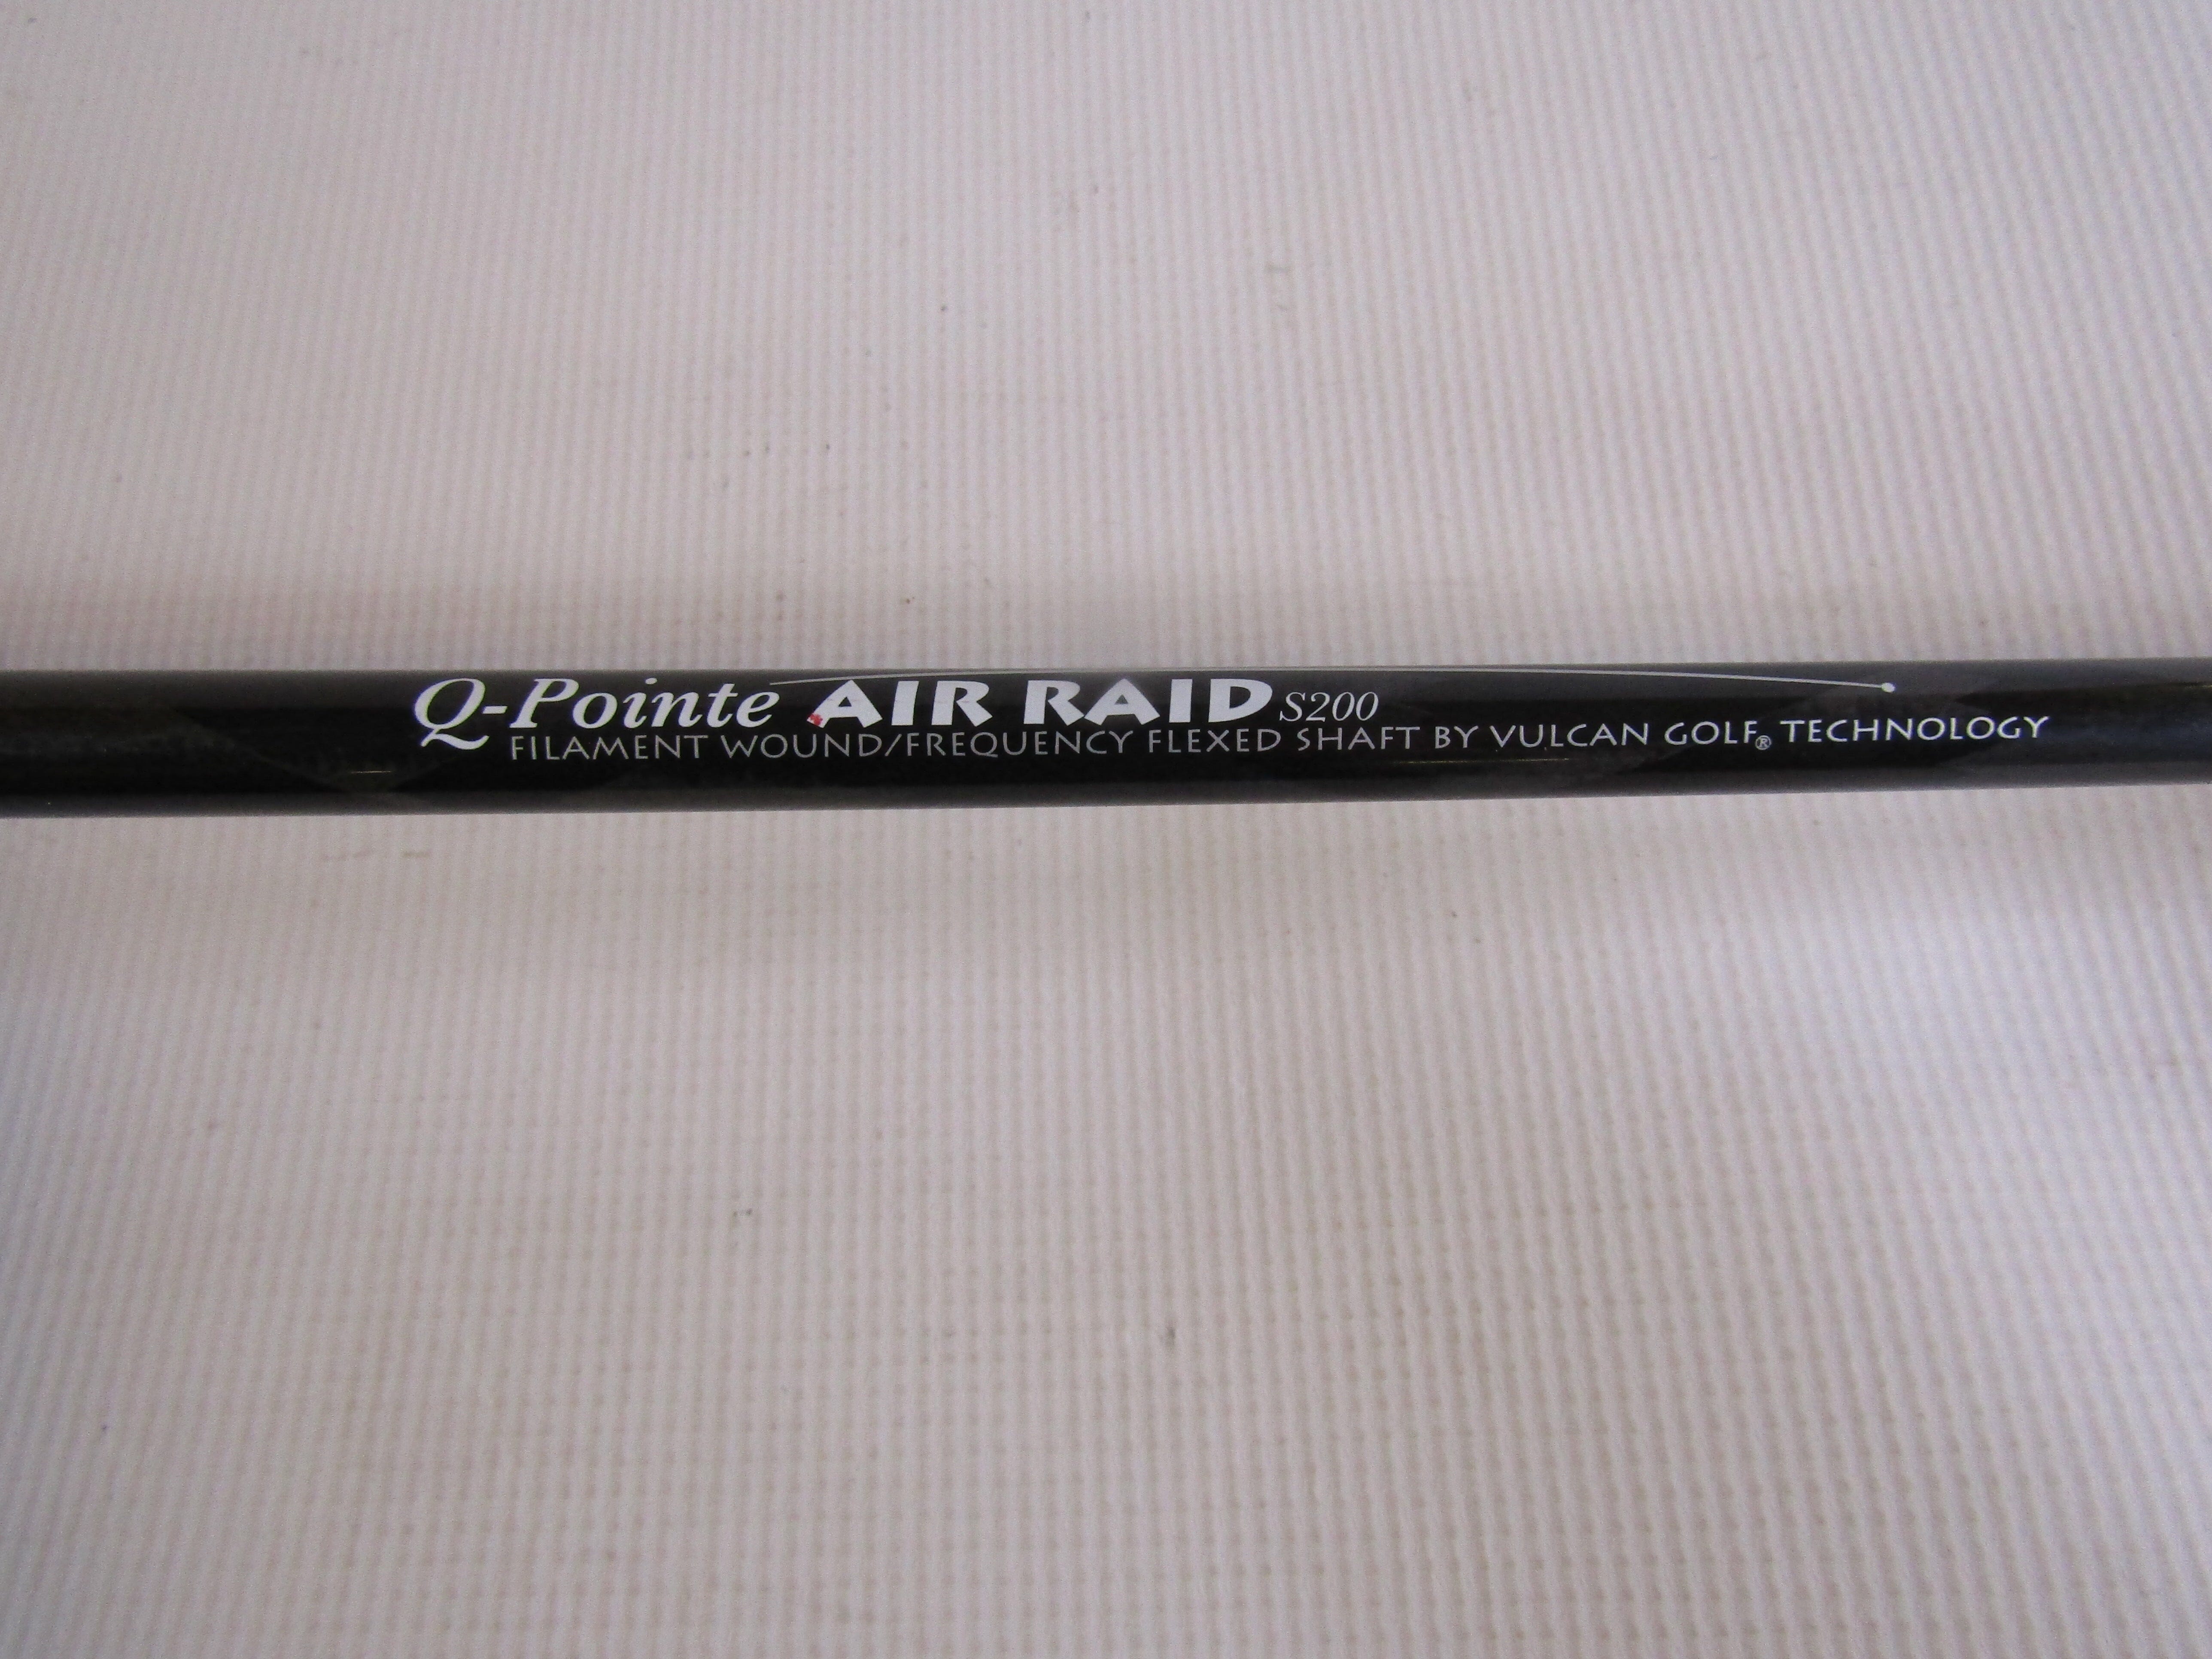 Q-Pointe AIR RAID S200
FILAMENT WOUND/FREQUENCY FLEXED SHAFT BY VULCAN GOLF® TECHNOLOGY